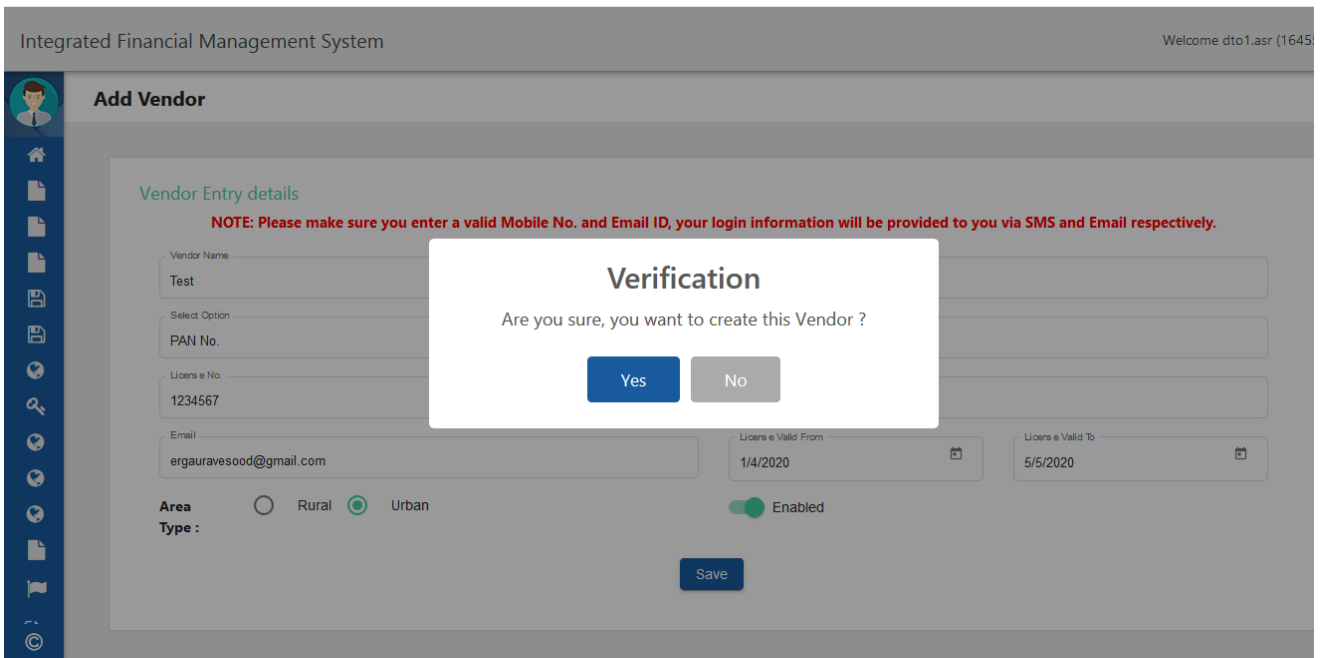 Integrated Financial Management System
Welcome dto1.asr (1645
Add Vendor
Vendor Entry details
NOTE: Please make sure you enter a valid Mobile No. and Email ID, your login information will be provided to you via SMS and Email respectively.
Vendor Name
Test
Verification
Select Option
PAN No.
Are you sure, you want to create this Vendor ?
License No.
1234567
Yes No
Email
ergauravesood@gmail.com
License Valid From
1/4/2020
License Valid To
5/5/2020
Area Type :
Rural Urban
Enabled
Save